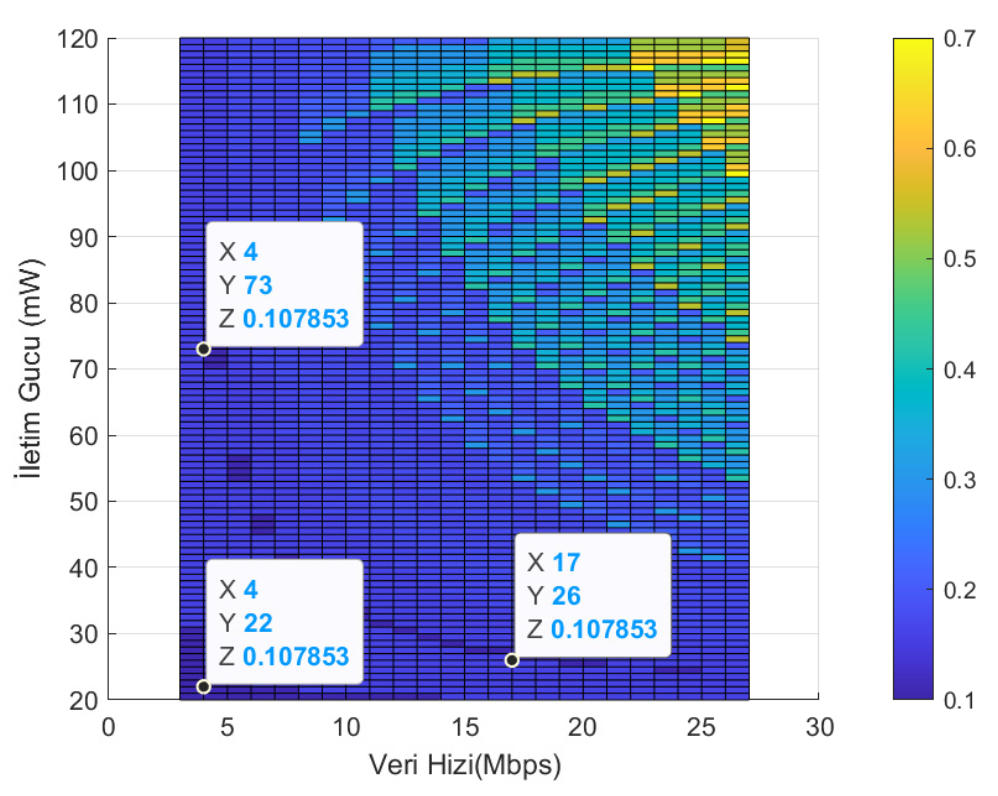 120
110
100
90
80
70
60
50
40
30
20
İletim Gucu (mW)
X 4
Y 73
Z 0.107853
X 4
Y 22
Z 0.107853
X 17
Y 26
Z 0.107853
0
5
10
15
20
25
30
Veri Hizi(Mbps)
0.7
0.6
0.5
0.4
0.3
0.2
0.1